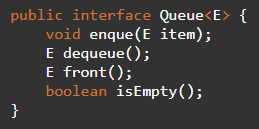 public interface Queue<E> {
    void enque(E item);
    E dequeue();
    E front();
    boolean isEmpty();
}